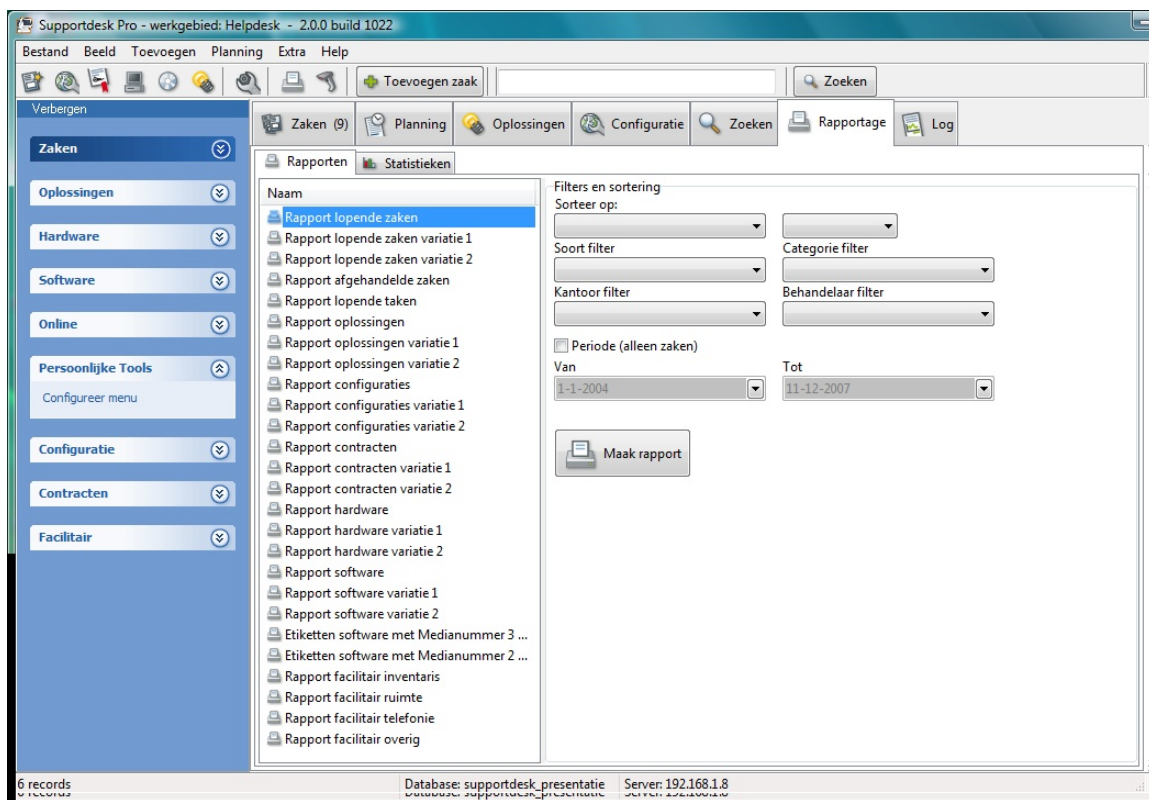 Supportdesk Pro - werkgebied: Helpdesk - 2.0.0 build 1022
Bestand Beeld Toevoegen Planning Extra Help
Toevoegen zaak Zoeken
Verbergen
Zaken (9) Planning Oplossingen Configuratie Zoeken Rapportage Log
Zaken
Oplossingen
Hardware
Software
Online
Persoonlijke Tools
Configureer menu
Configuratie
Contracten
Facilitair
Rapporten Statistieken
Naam
Rapport lopende zaken
Rapport lopende zaken variatie 1
Rapport lopende zaken variatie 2
Rapport afgehandelde zaken
Rapport lopende taken
Rapport oplossingen
Rapport oplossingen variatie 1
Rapport oplossingen variatie 2
Rapport configuraties
Rapport configuraties variatie 1
Rapport configuraties variatie 2
Rapport contracten
Rapport contracten variatie 1
Rapport contracten variatie 2
Rapport hardware
Rapport hardware variatie 1
Rapport hardware variatie 2
Rapport software
Rapport software variatie 1
Rapport software variatie 2
Etiketten software met Medianummer 3 ...
Etiketten software met Medianummer 2 ...
Rapport facilitair inventaris
Rapport facilitair ruimte
Rapport facilitair telefonie
Rapport facilitair overig
Filters en sortering
Sorteer op:
Soort filter Categorie filter
Kantoor filter Behandelaar filter
Periode (alleen zaken)
Van Tot
1-1-2004 11-12-2007
Maak rapport
6 records Database: supportdesk_presentatie Server: 192.168.1.8